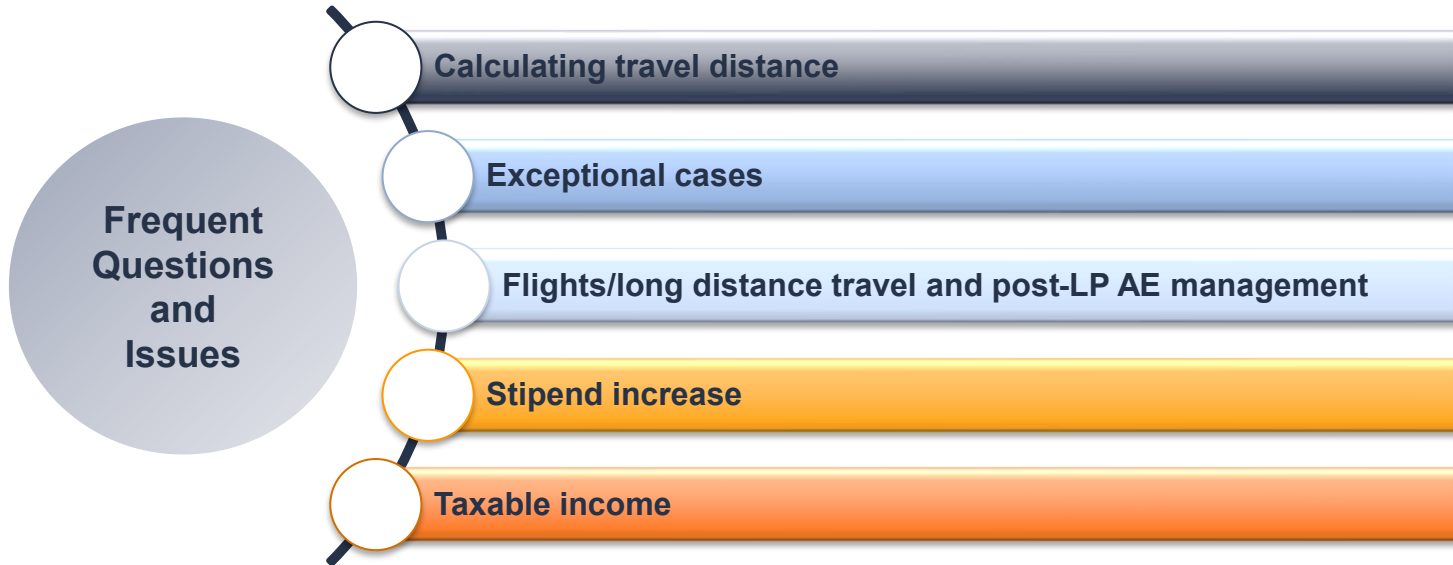 Frequent
Questions
and
Issues
Calculating travel distance
Exceptional cases
Flights/long distance travel and post-LP AE management
Stipend increase
Taxable income